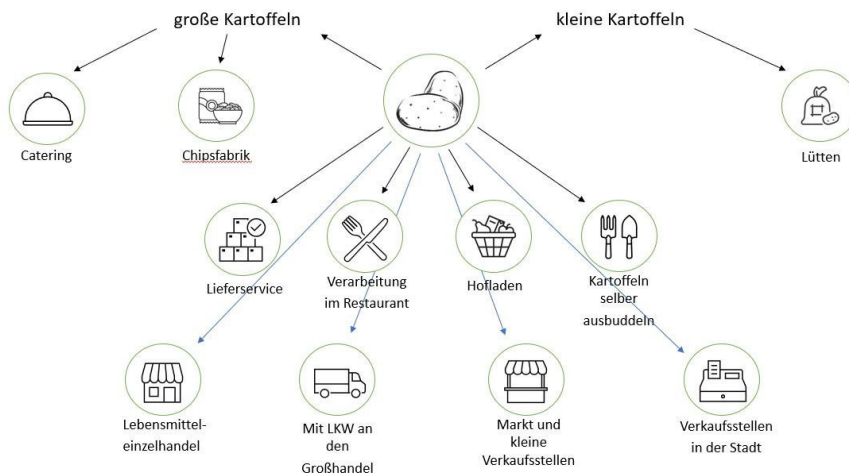 große Kartoffeln
kleine Kartoffeln
Catering
Chipsfabrik
Lütten
Lieferservice
Verarbeitung
im Restaurant
Hofladen
Kartoffeln
selber
ausbuddeln
Lebensmittel-
einzelhandel
Mit LKW an
den
Großhandel
Markt und
kleine
Verkaufsstellen
Verkaufsstellen
in der Stadt